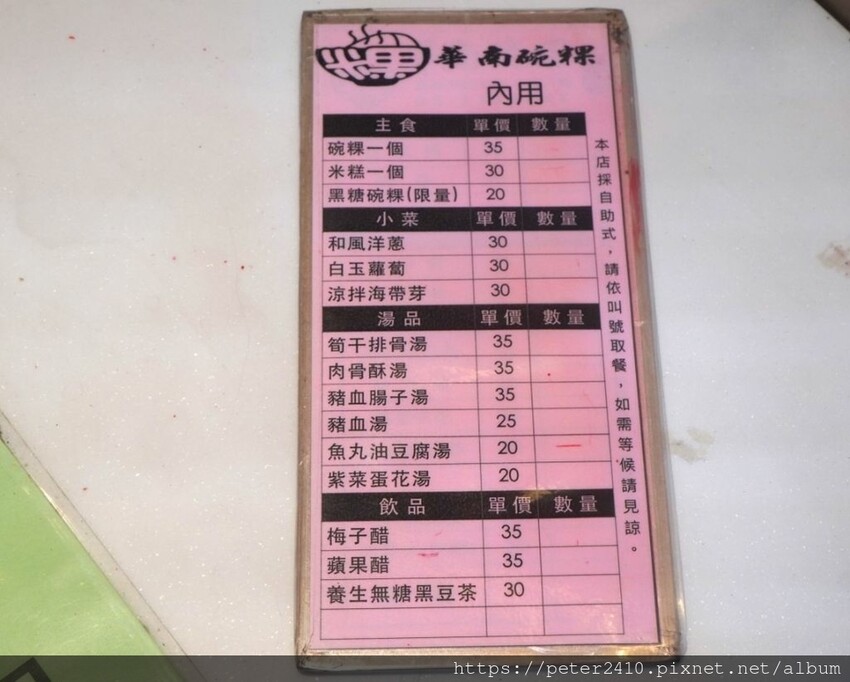 粿 華南碗粿
內用
主食 單價 數量
碗粿一個 35
米糕一個 30
黑糖碗粿(限量) 20
小菜 單價 數量
和風洋蔥 30
白玉蘿蔔 30
涼拌海帶芽 30
湯品 單價 數量
筍干排骨湯 35
肉骨酥湯 35
豬血腸子湯 35
豬血湯 25
魚丸油豆腐湯 20
紫菜蛋花湯 20
飲品 單價 數量
梅子醋 35
蘋果醋 35
養生無糖黑豆茶 30
本店採自助式，請依叫號取餐，如需等候請見諒。
https://peter2410.pixnet.net/album